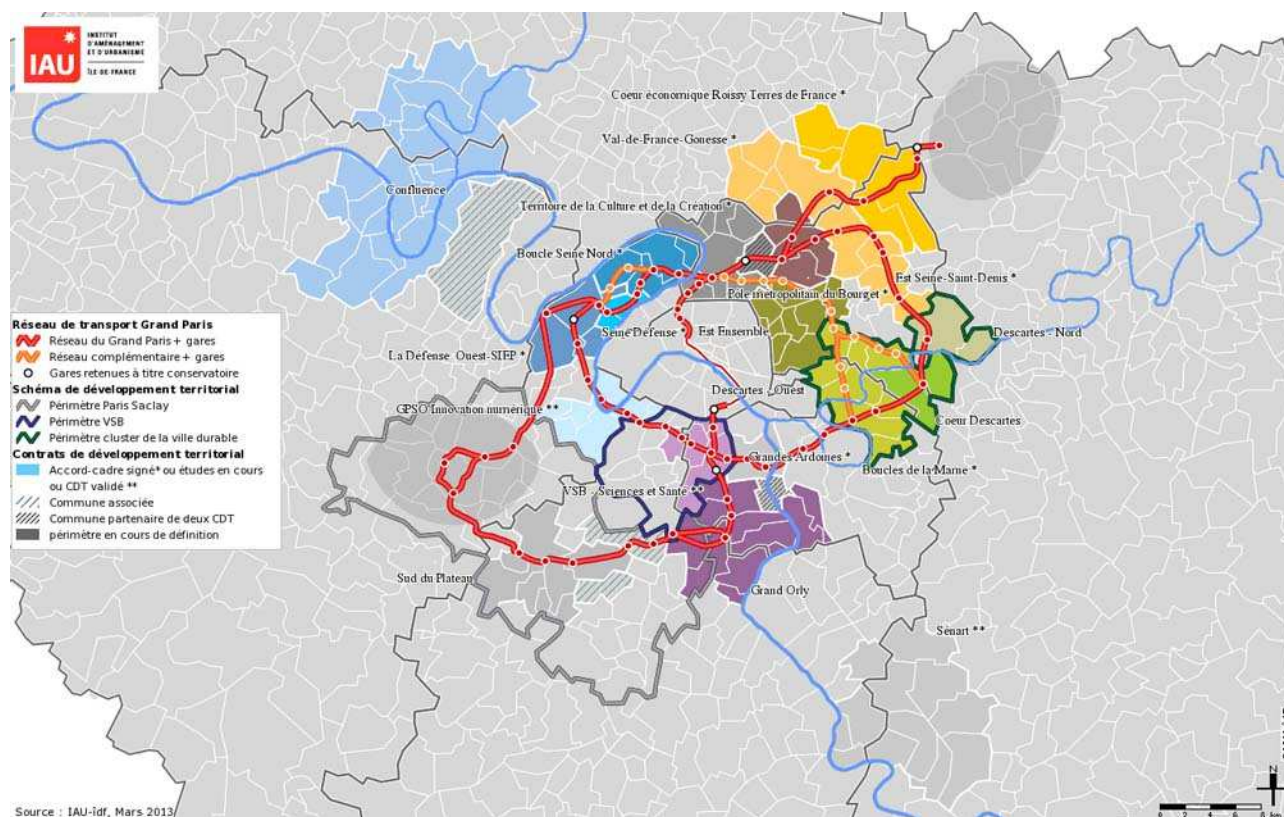 IAU
INSTITUT
D'AMÉNAGEMENT
ET D'URBANISME
ÎLE-DE-FRANCE
Coeur économique Roissy Terres de France *
Val-de-France-Gonesse *
Confluence
Territoire de la Culture et de la Création *
Boucle Seine Nord *
Est Seine-Saint-Denis *
Pôle métropolitain du Bourget *
Seine Défense *
Est Ensemble
Descartes - Nord
La Défense Ouest-SIEP *
Descartes - Ouest
GPSO Innovation numérique **
Coeur Descartes
Grandes Ardoines *
Boucles de la Marne *
VSB - Sciences et Santé **
Sud du Plateau
Grand Orly
Sénart **
Réseau de transport Grand Paris
Réseau du Grand Paris + gares
Réseau complémentaire + gares
Gares retenues à titre conservatoire
Schéma de développement territorial
Périmètre Paris Saclay
Périmètre VSB
Périmètre cluster de la ville durable
Contrats de développement territorial
Accord-cadre signé* ou études en cours
ou CDT validé **
Commune associée
Commune partenaire de deux CDT
périmètre en cours de définition
N
0 2 4 6 8 km
Source : IAU-îdf, Mars 2013